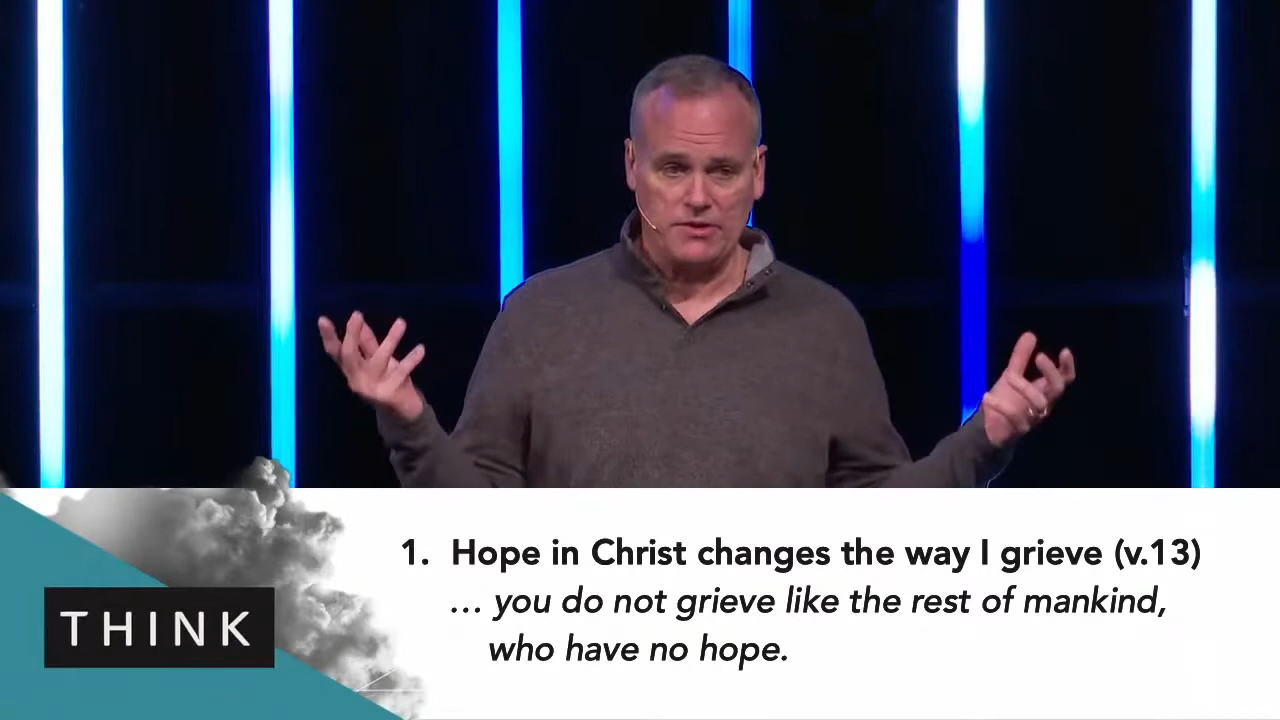 THINK
1. Hope in Christ changes the way I grieve (v.13)
... you do not grieve like the rest of mankind,
who have no hope.